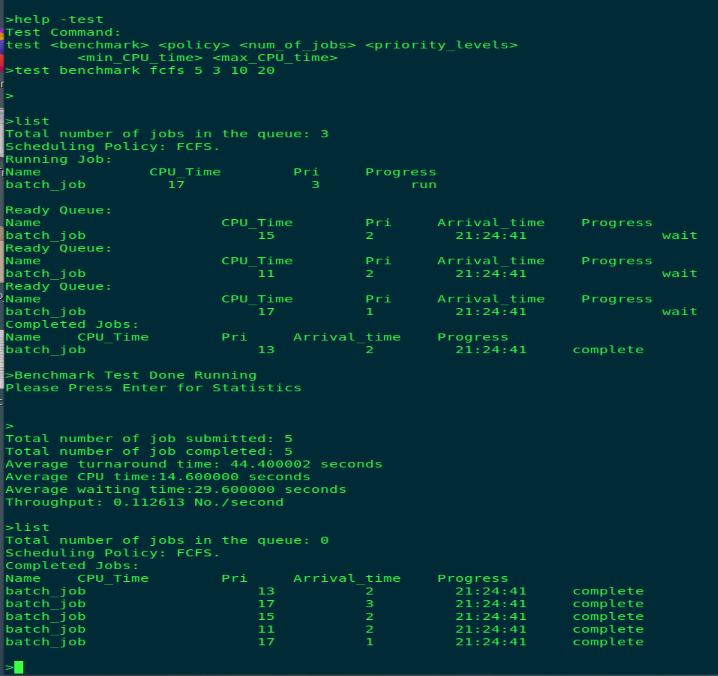 >help -test
Test Command:
test <benchmark> <policy> <num_of_jobs> <priority_levels>
<min_CPU_time> <max_CPU_time>
>test benchmark fcfs 5 3 10 20
>
>list
Total number of jobs in the queue: 3
Scheduling Policy: FCFS.
Running Job:
Name CPU_Time Pri Progress
batch_job 17 3 run
Ready Queue:
Name CPU_Time Pri Arrival_time Progress
batch_job 15 2 21:24:41 wait
Ready Queue:
Name CPU_Time Pri Arrival_time Progress
batch_job 11 2 21:24:41 wait
Ready Queue:
Name CPU_Time Pri Arrival_time Progress
batch_job 17 1 21:24:41 wait
Completed Jobs:
Name CPU_Time Pri Arrival_time Progress
batch_job 13 2 21:24:41 complete
>Benchmark Test Done Running
Please Press Enter for Statistics
>
Total number of job submitted: 5
Total number of job completed: 5
Average turnaround time: 44.400002 seconds
Average CPU time:14.600000 seconds
Average waiting time:29.600000 seconds
Throughput: 0.112613 No./second
>list
Total number of jobs in the queue: 0
Scheduling Policy: FCFS.
Completed Jobs:
Name CPU_Time Pri Arrival_time Progress
batch_job 13 2 21:24:41 complete
batch_job 17 3 21:24:41 complete
batch_job 15 2 21:24:41 complete
batch_job 11 2 21:24:41 complete
batch_job 17 1 21:24:41 complete
>